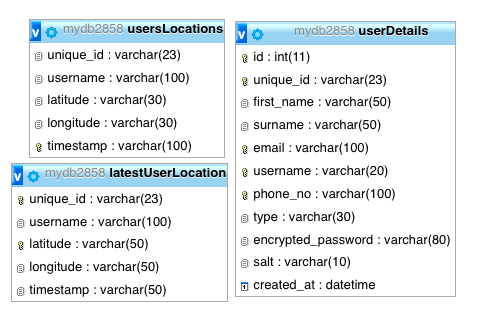 mydb2858 usersLocations
unique_id : varchar(23)
username : varchar(100)
latitude : varchar(30)
longitude : varchar(30)
timestamp : varchar(100)
mydb2858 latestUserLocation
unique_id : varchar(23)
username : varchar(100)
latitude : varchar(50)
longitude : varchar(50)
timestamp : varchar(50)
mydb2858 userDetails
id : int(11)
unique_id : varchar(23)
first_name : varchar(50)
surname : varchar(50)
email : varchar(100)
username : varchar(20)
phone_no : varchar(100)
type : varchar(30)
encrypted_password : varchar(80)
salt : varchar(10)
created_at : datetime